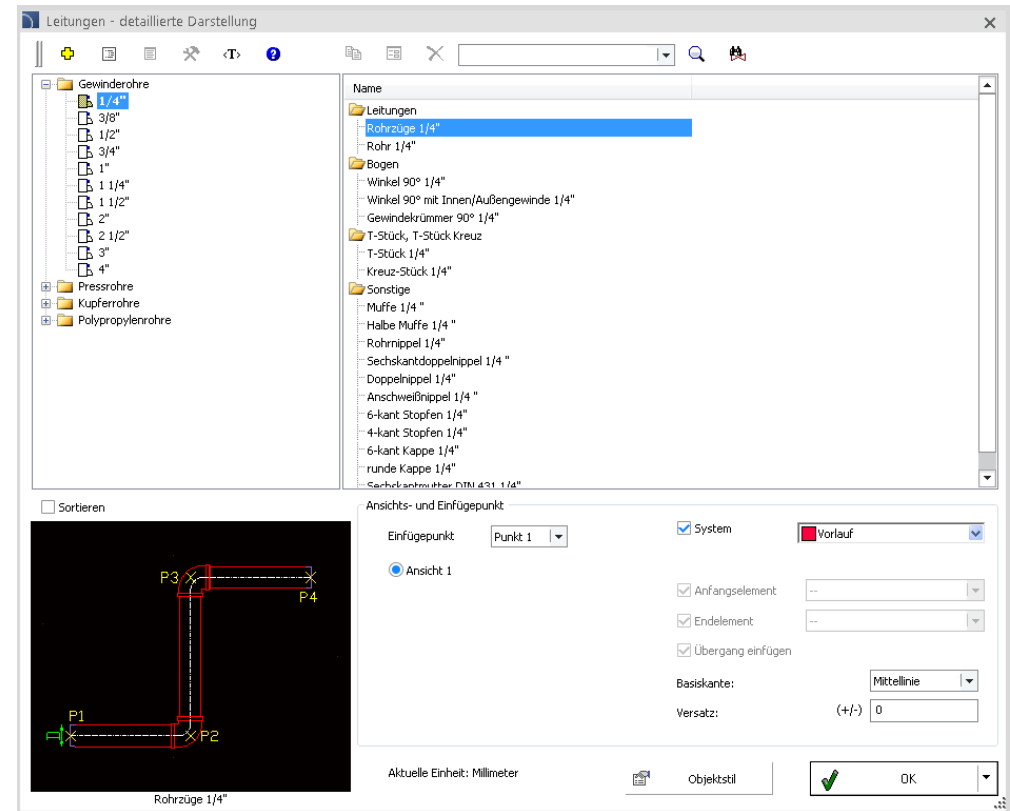 Leitungen - detaillierte Darstellung
<T>
Gewinderohre
1/4"
3/8"
1/2"
3/4"
1"
1 1/4"
1 1/2"
2"
2 1/2"
3"
4"
Pressrohre
Kupferrohre
Polypropylenrohre
Name
Leitungen
Rohrzüge 1/4"
Rohr 1/4"
Bogen
Winkel 90° 1/4"
Winkel 90° mit Innen/Außengewinde 1/4"
Gewindekrümmer 90° 1/4"
T-Stück, T-Stück Kreuz
T-Stück 1/4"
Kreuz-Stück 1/4"
Sonstige
Muffe 1/4 "
Halbe Muffe 1/4 "
Rohrnippel 1/4"
Sechskantdoppelnippel 1/4 "
Doppelnippel 1/4"
Anschweißnippel 1/4 "
6-kant Stopfen 1/4"
4-kant Stopfen 1/4"
6-kant Kappe 1/4"
runde Kappe 1/4"
Sechskantmutter DIN 431 1/4"
Sortieren
P3
P4
P1
P2
Rohrzüge 1/4"
Ansichts- und Einfügepunkt
Einfügepunkt Punkt 1
Ansicht 1
System Vorlauf
Anfangselement --
Endelement --
Übergang einfügen
Basiskante: Mittellinie
Versatz: (+/-) 0
Aktuelle Einheit: Millimeter
Objektstil
OK